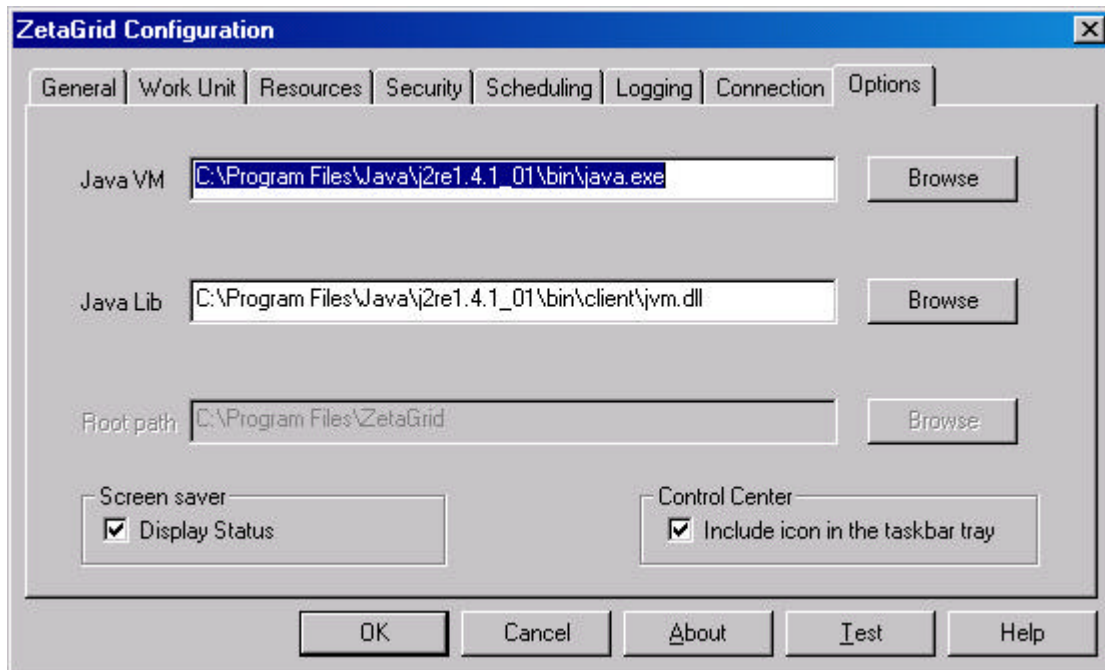 ZetaGrid Configuration
General Work Unit Resources Security Scheduling Logging Connection Options
Java VM C:\Program Files\Java\j2re1.4.1_01\bin\java.exe Browse
Java Lib C:\Program Files\Java\j2re1.4.1_01\bin\client\jvm.dll Browse
Root path C:\Program Files\ZetaGrid Browse
Screen saver Control Center
Display Status Include icon in the taskbar tray
OK Cancel About Test Help